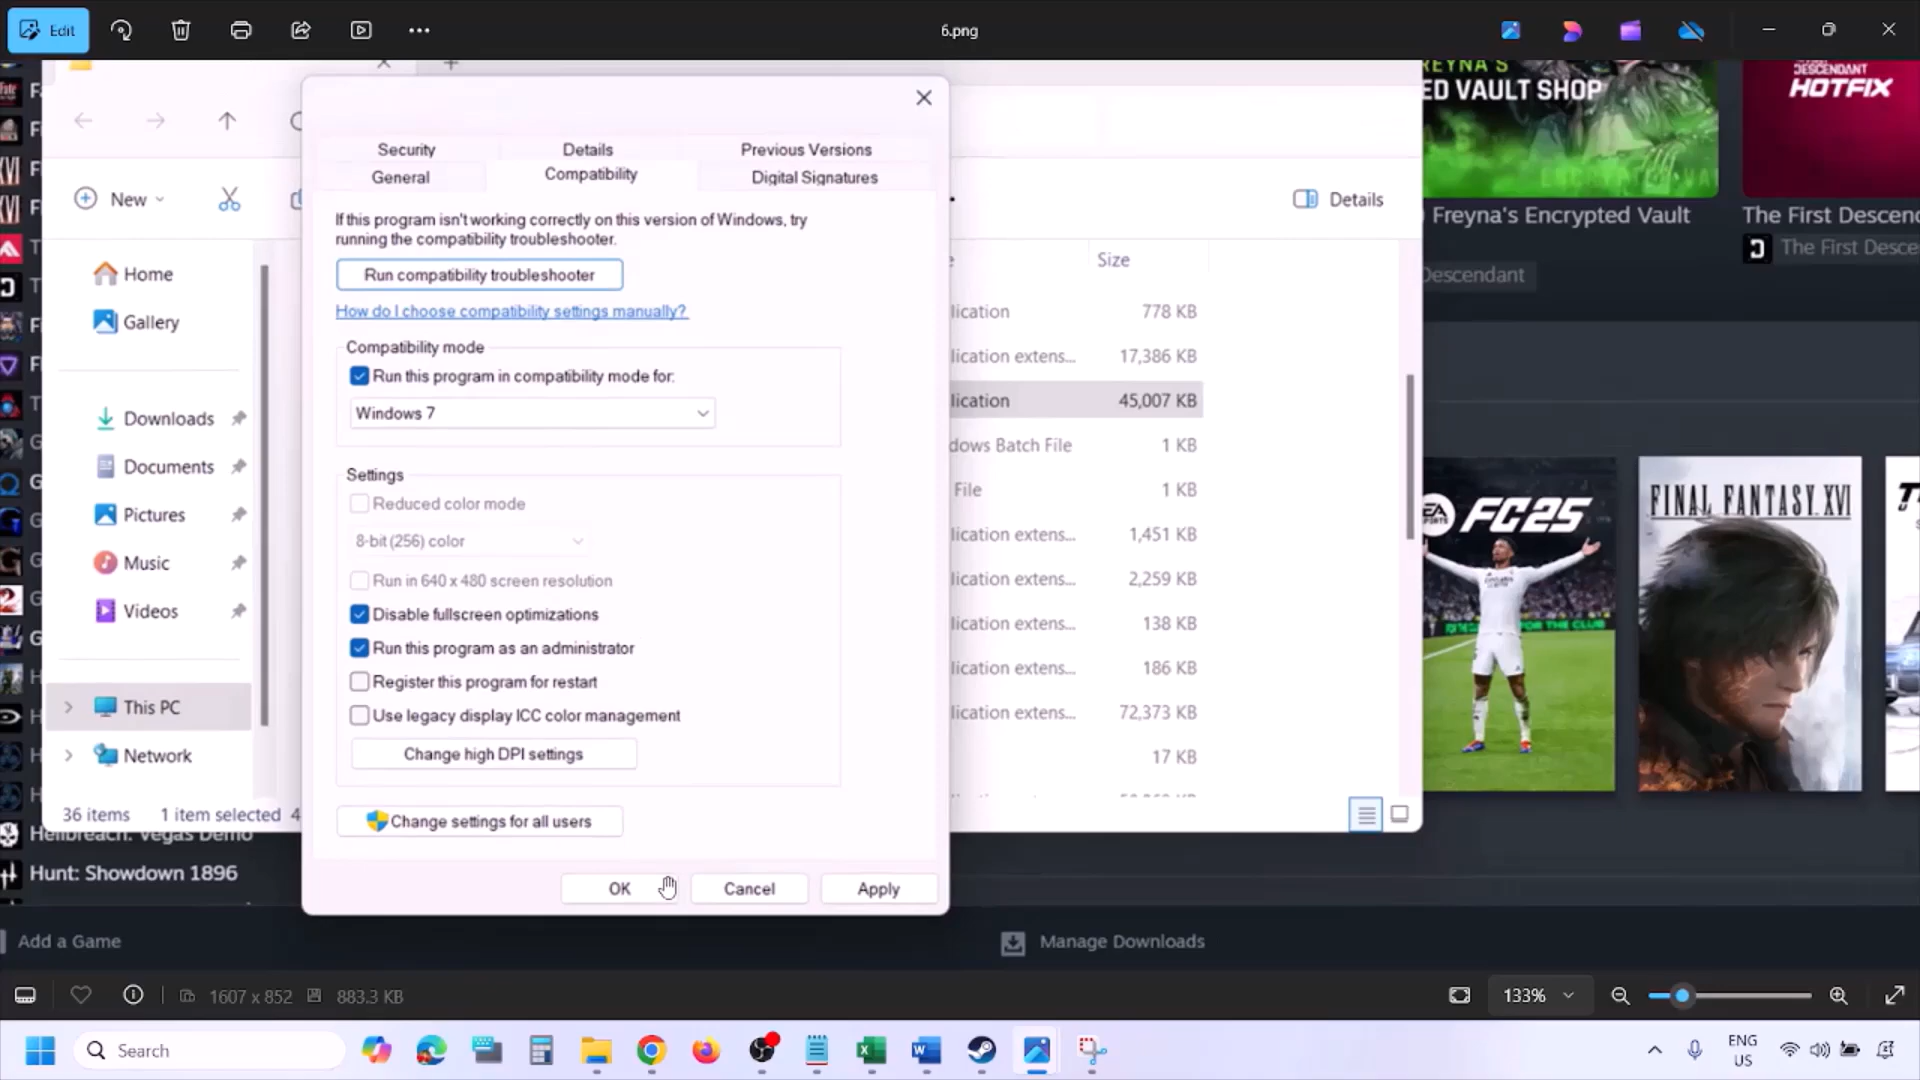 Edit
6.png
Security
Details
Previous Versions
General
Compatibility
Digital Signatures
If this program isn't working correctly on this version of Windows, try
running the compatibility troubleshooter.
Run compatibility troubleshooter
How do I choose compatibility settings manually?
Compatibility mode
Run this program in compatibility mode for:
Windows 7
Settings
Reduced color mode
8-bit (256) color
Run in 640 x 480 screen resolution
Disable fullscreen optimizations
Run this program as an administrator
Register this program for restart
Use legacy display ICC color management
Change high DPI settings
Change settings for all users
OK
Cancel
Apply
New
Details
Home
Gallery
Downloads
Documents
Pictures
Music
Videos
This PC
Network
36 items
1 item selected 4
Size
lication 778 KB
lication extens... 17,386 KB
lication 45,007 KB
dows Batch File 1 KB
File 1 KB
lication extens... 1,451 KB
lication extens... 2,259 KB
lication extens... 138 KB
lication extens... 186 KB
lication extens... 72,373 KB
17 KB
REYNA'S
ED VAULT SHOP
DESCENDANT
HOTFIX
Freyna's Encrypted Vault
The First Descen
The First Desce
Descendant
EA SPORTS FC25
FINAL FANTASY XVI
Hellbreach: Vegas Demo
Hunt: Showdown 1896
Add a Game
Manage Downloads
1607 x 852
883.3 KB
133%
Search
ENG
US